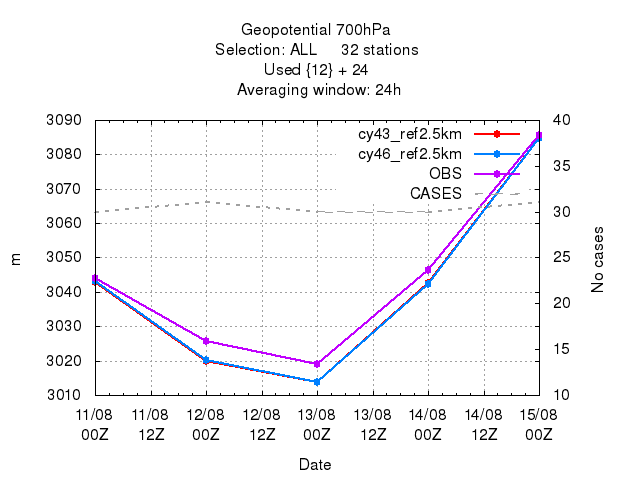 Geopotential 700hPa
Selection: ALL 32 stations
Used {12} + 24
Averaging window: 24h
3090
3080
3070
3060
3050
3040
3030
3020
3010
m
cy43_ref2.5km
cy46_ref2.5km
OBS
CASES
40
35
30
25
20
15
10
No cases
11/08 11/08 12/08 12/08 13/08 13/08 14/08 14/08 15/08
00Z 12Z 00Z 12Z 00Z 12Z 00Z 12Z 00Z
Date